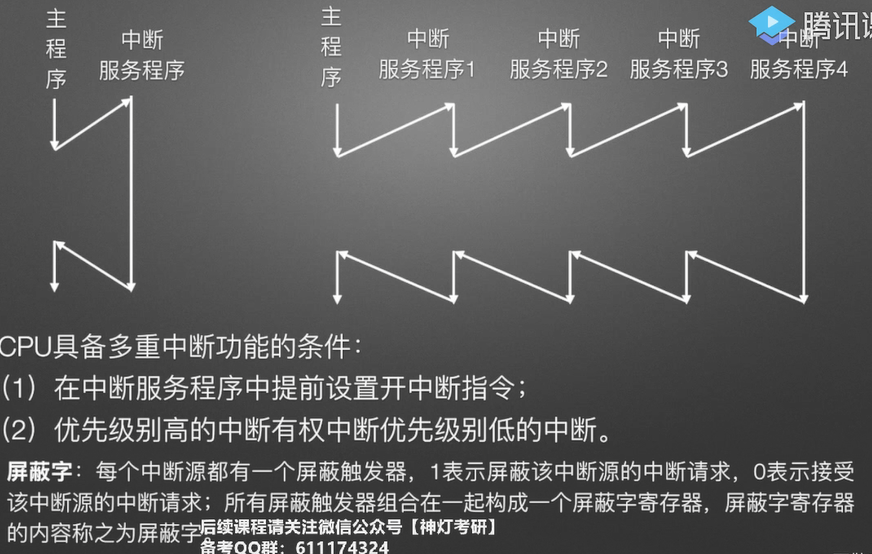 腾讯课
主
程
序
中断
服务程序
主
程
序
中断
服务程序1
中断
服务程序2
中断
服务程序3
中断
服务程序4
CPU具备多重中断功能的条件：
(1）在中断服务程序中提前设置开中断指令；
(2）优先级别高的中断有权中断优先级别低的中断。
屏蔽字：每个中断源都有一个屏蔽触发器，1表示屏蔽该中断源的中断请求，0表示接受
该中断源的中断请求；所有屏蔽触发器组合在一起构成一个屏蔽字寄存器，屏蔽字寄存器
的内容称之为屏蔽字。
后续课程请关注微信公众号【神灯考研】
备考QQ群：611174324